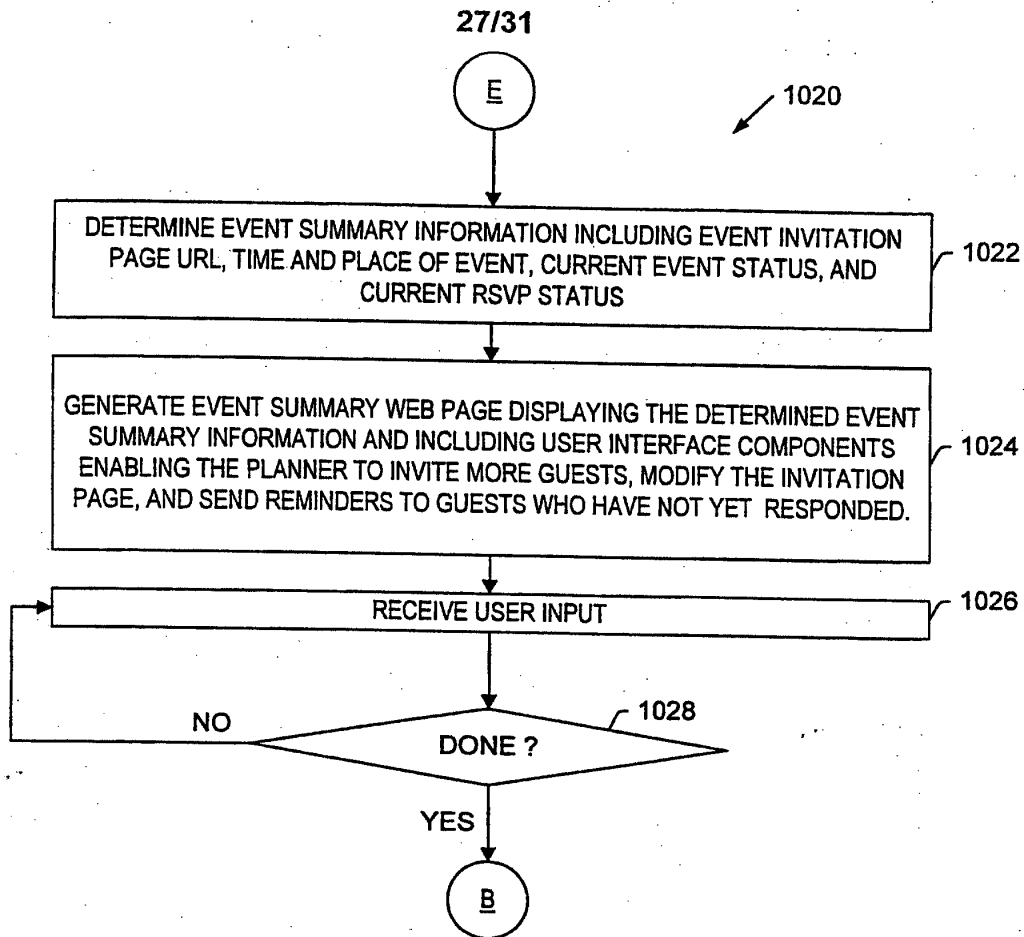 27/31
E
1020
DETERMINE EVENT SUMMARY INFORMATION INCLUDING EVENT INVITATION
PAGE URL, TIME AND PLACE OF EVENT, CURRENT EVENT STATUS, AND
CURRENT RSVP STATUS
1022
GENERATE EVENT SUMMARY WEB PAGE DISPLAYING THE DETERMINED EVENT
SUMMARY INFORMATION AND INCLUDING USER INTERFACE COMPONENTS
ENABLING THE PLANNER TO INVITE MORE GUESTS, MODIFY THE INVITATION
PAGE, AND SEND REMINDERS TO GUESTS WHO HAVE NOT YET RESPONDED.
1024
RECEIVE USER INPUT
1026
1028
NO
DONE ?
YES
B